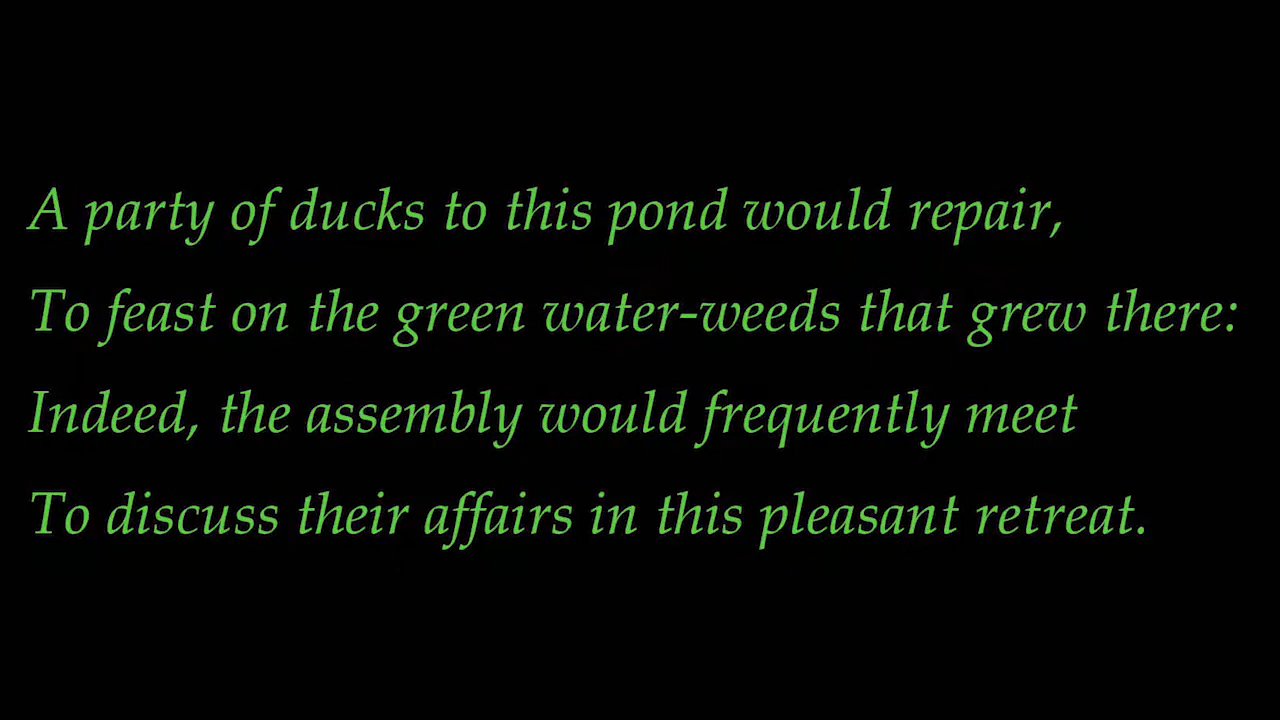 A party of ducks to this pond would repair,
To feast on the green water-weeds that grew there:
Indeed, the assembly would frequently meet
To discuss their affairs in this pleasant retreat.